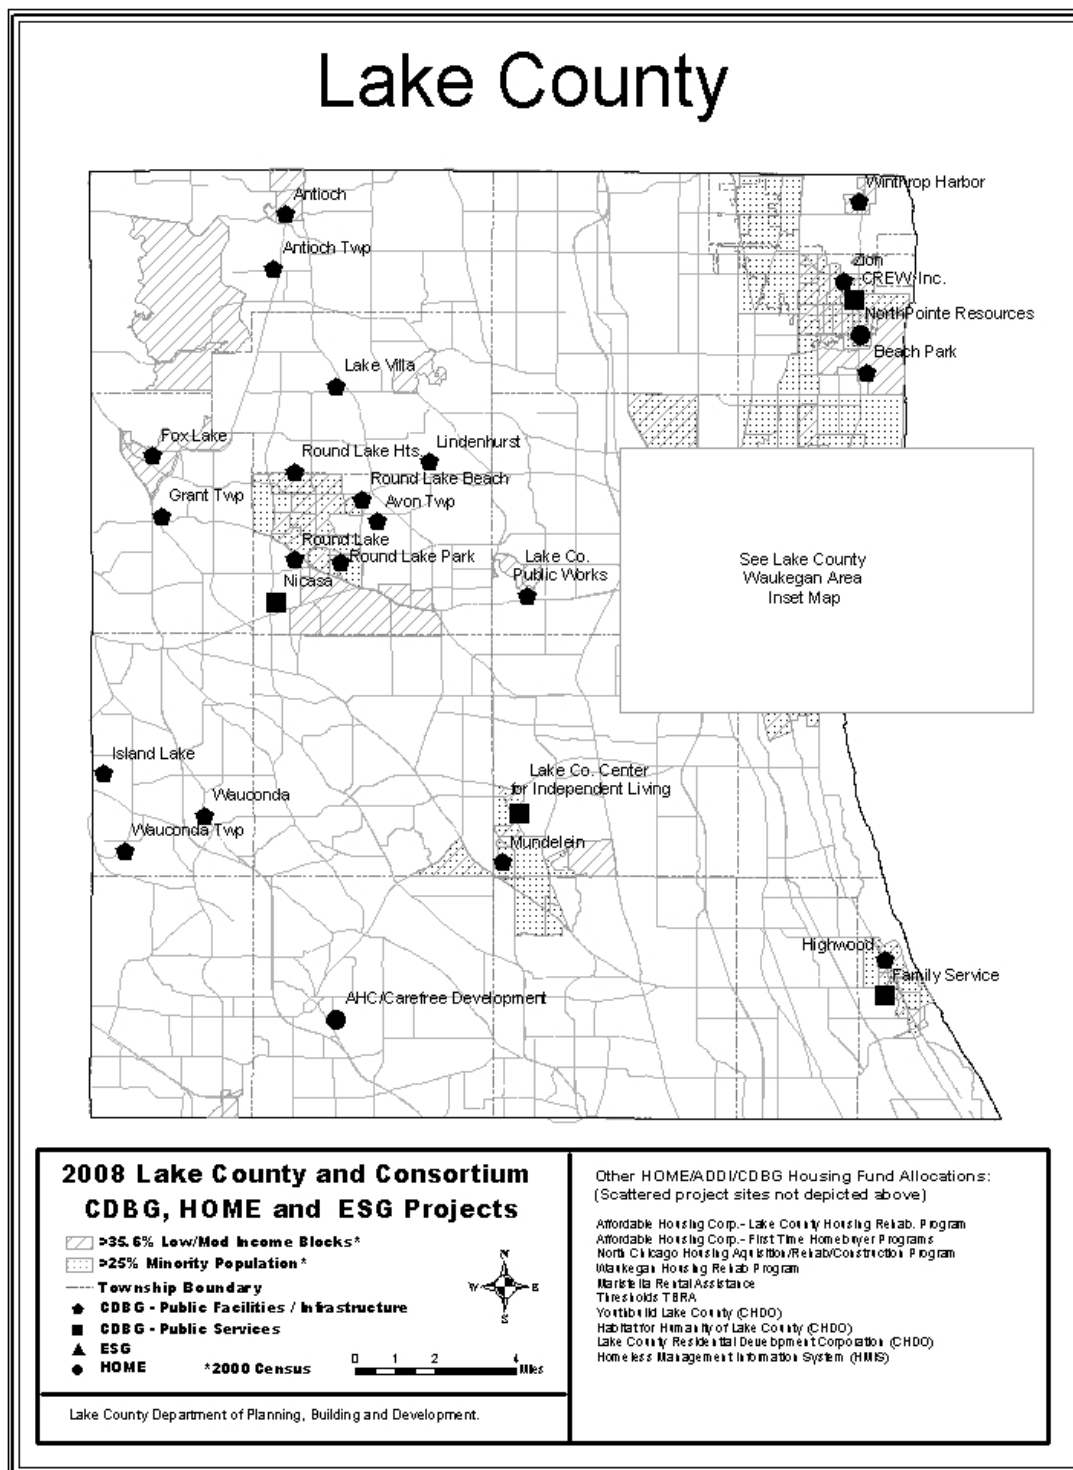 Lake County
Winthrop Harbor
Antioch
Antioch Twp
Zion
CREW Inc.
NorthPointe Resources
Beach Park
Lake Villa
Fox Lake
Lindenhurst
Round Lake Hts.
Round Lake Beach
Grant Twp
Avon Twp
Round Lake
Round Lake Park
Lake Co.
Public Works
Nicasa
See Lake County
Waukegan Area
Inset Map
Island Lake
Lake Co. Center
for Independent Living
Wauconda
Wauconda Twp
Mundelein
Highwood
Family Service
AHC/Carefree Development
2008 Lake County and Consortium
CDBG, HOME and ESG Projects
>35.6% Low/Mod Income Blocks*
>25% Minority Population*
Township Boundary
CDBG - Public Facilities / Infrastructure
CDBG - Public Services
ESG
HOME *2000 Census
N
W E
S
0 1 2 4
Miles
Lake County Department of Planning, Building and Development.
Other HOME/ADDI/CDBG Housing Fund Allocations:
(Scattered project sites not depicted above)
Affordable Housing Corp.- Lake County Housing Rehab. Program
Affordable Housing Corp.- First Time Homebuyer Programs
North Chicago Housing Aquisition/Rehab/Construction Program
Waukegan Housing Rehab Program
Maristella Rental Assistance
Thresholds TBRA
Youthbuild Lake County (CHDO)
Habitat for Humanity of Lake County (CHDO)
Lake County Residential Development Corporation (CHDO)
Homeless Management Information System (HMIS)